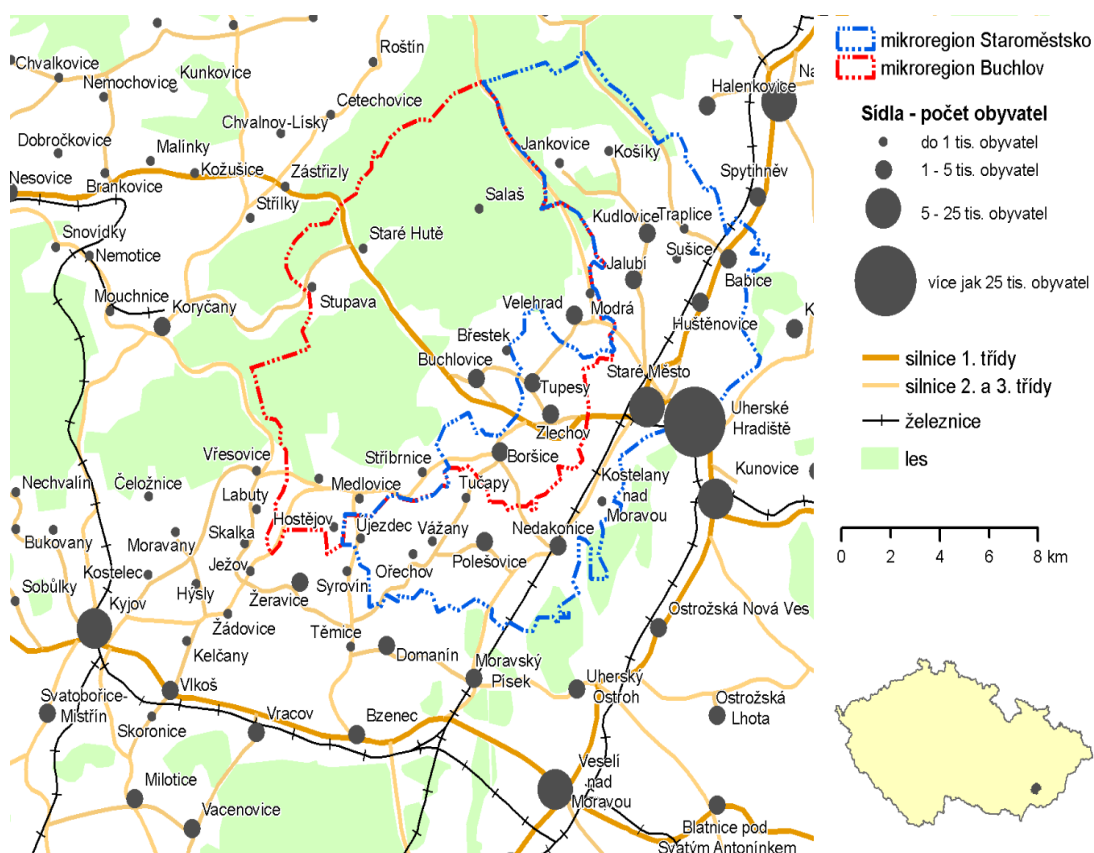 Roštín
Chvalkovice
Kunkovice
Nemochovice
Cetechovice
Halenkovice
Na
Chvalnov-Lísky
Dobročkovice
Malínky
Jankovice
Košíky
Nesovice
Brankovice
Kožušice
Zástřizly
Spytihněv
Salaš
Střílky
Kudlovice
Traplice
Snovídky
Staré Hutě
Sušice
Nemotice
Jalubí
Babice
Mouchnice
Koryčany
Stupava
Velehrad
Modrá
K
Břestek
Huštěnovice
Buchlovice
Staré Město
Tupesy
Uherské
Hradiště
Zlechov
Vřesovice
Stříbrnice
Boršice
Kunovice
Nechvalín
Čeložnice
Labuty
Medlovice
Tučapy
Kostelany
nad
Moravou
Hostějov
Újezdec
Vážany
Nedakonice
Bukovany
Moravany
Skalka
Polešovice
Kostelec
Ježov
Ořechov
Sobůlky
Hýsly
Žeravice
Syrovín
Kyjov
Žádovice
Těmice
Ostrožská Nová Ves
Kelčany
Domanín
Moravský
Písek
Uherský
Ostroh
Vlkoš
Svatobořice-
Mistřín
Skoronice
Vracov
Bzenec
Ostrožská
Lhota
Milotice
Veselí
nad
Moravou
Vacenovice
Blatnice pod
Svatým Antonínkem
mikroregion Staroměstsko
mikroregion Buchlov
Sídla - počet obyvatel
do 1 tis. obyvatel
1 - 5 tis. obyvatel
5 - 25 tis. obyvatel
více jak 25 tis. obyvatel
silnice 1. třídy
silnice 2. a 3. třídy
železnice
les
0 2 4 6 8 km